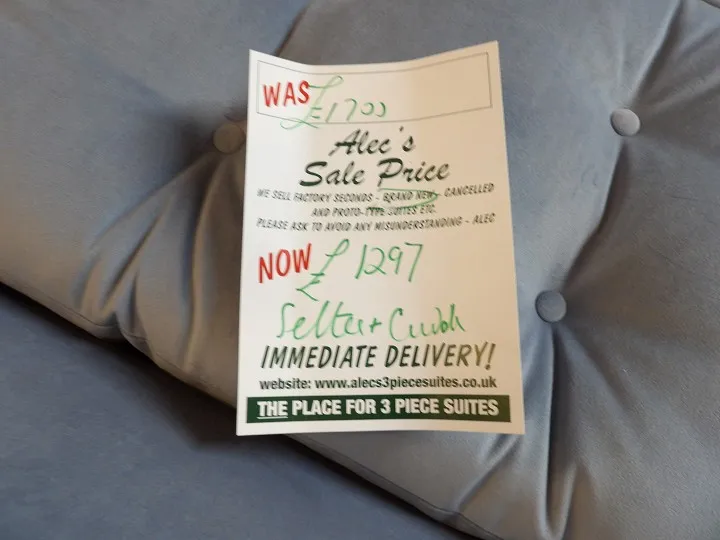 WAS £1700
Alec's
Sale Price
WE SELL FACTORY SECONDS - BRAND NEW, CANCELLED
AND PROTO-TYPE SUITES ETC.
PLEASE ASK TO AVOID ANY MISUNDERSTANDING - ALEC
NOW £ 1297
+
IMMEDIATE DELIVERY!
website: www.alecs3piecesuites.co.uk
THE PLACE FOR 3 PIECE SUITES